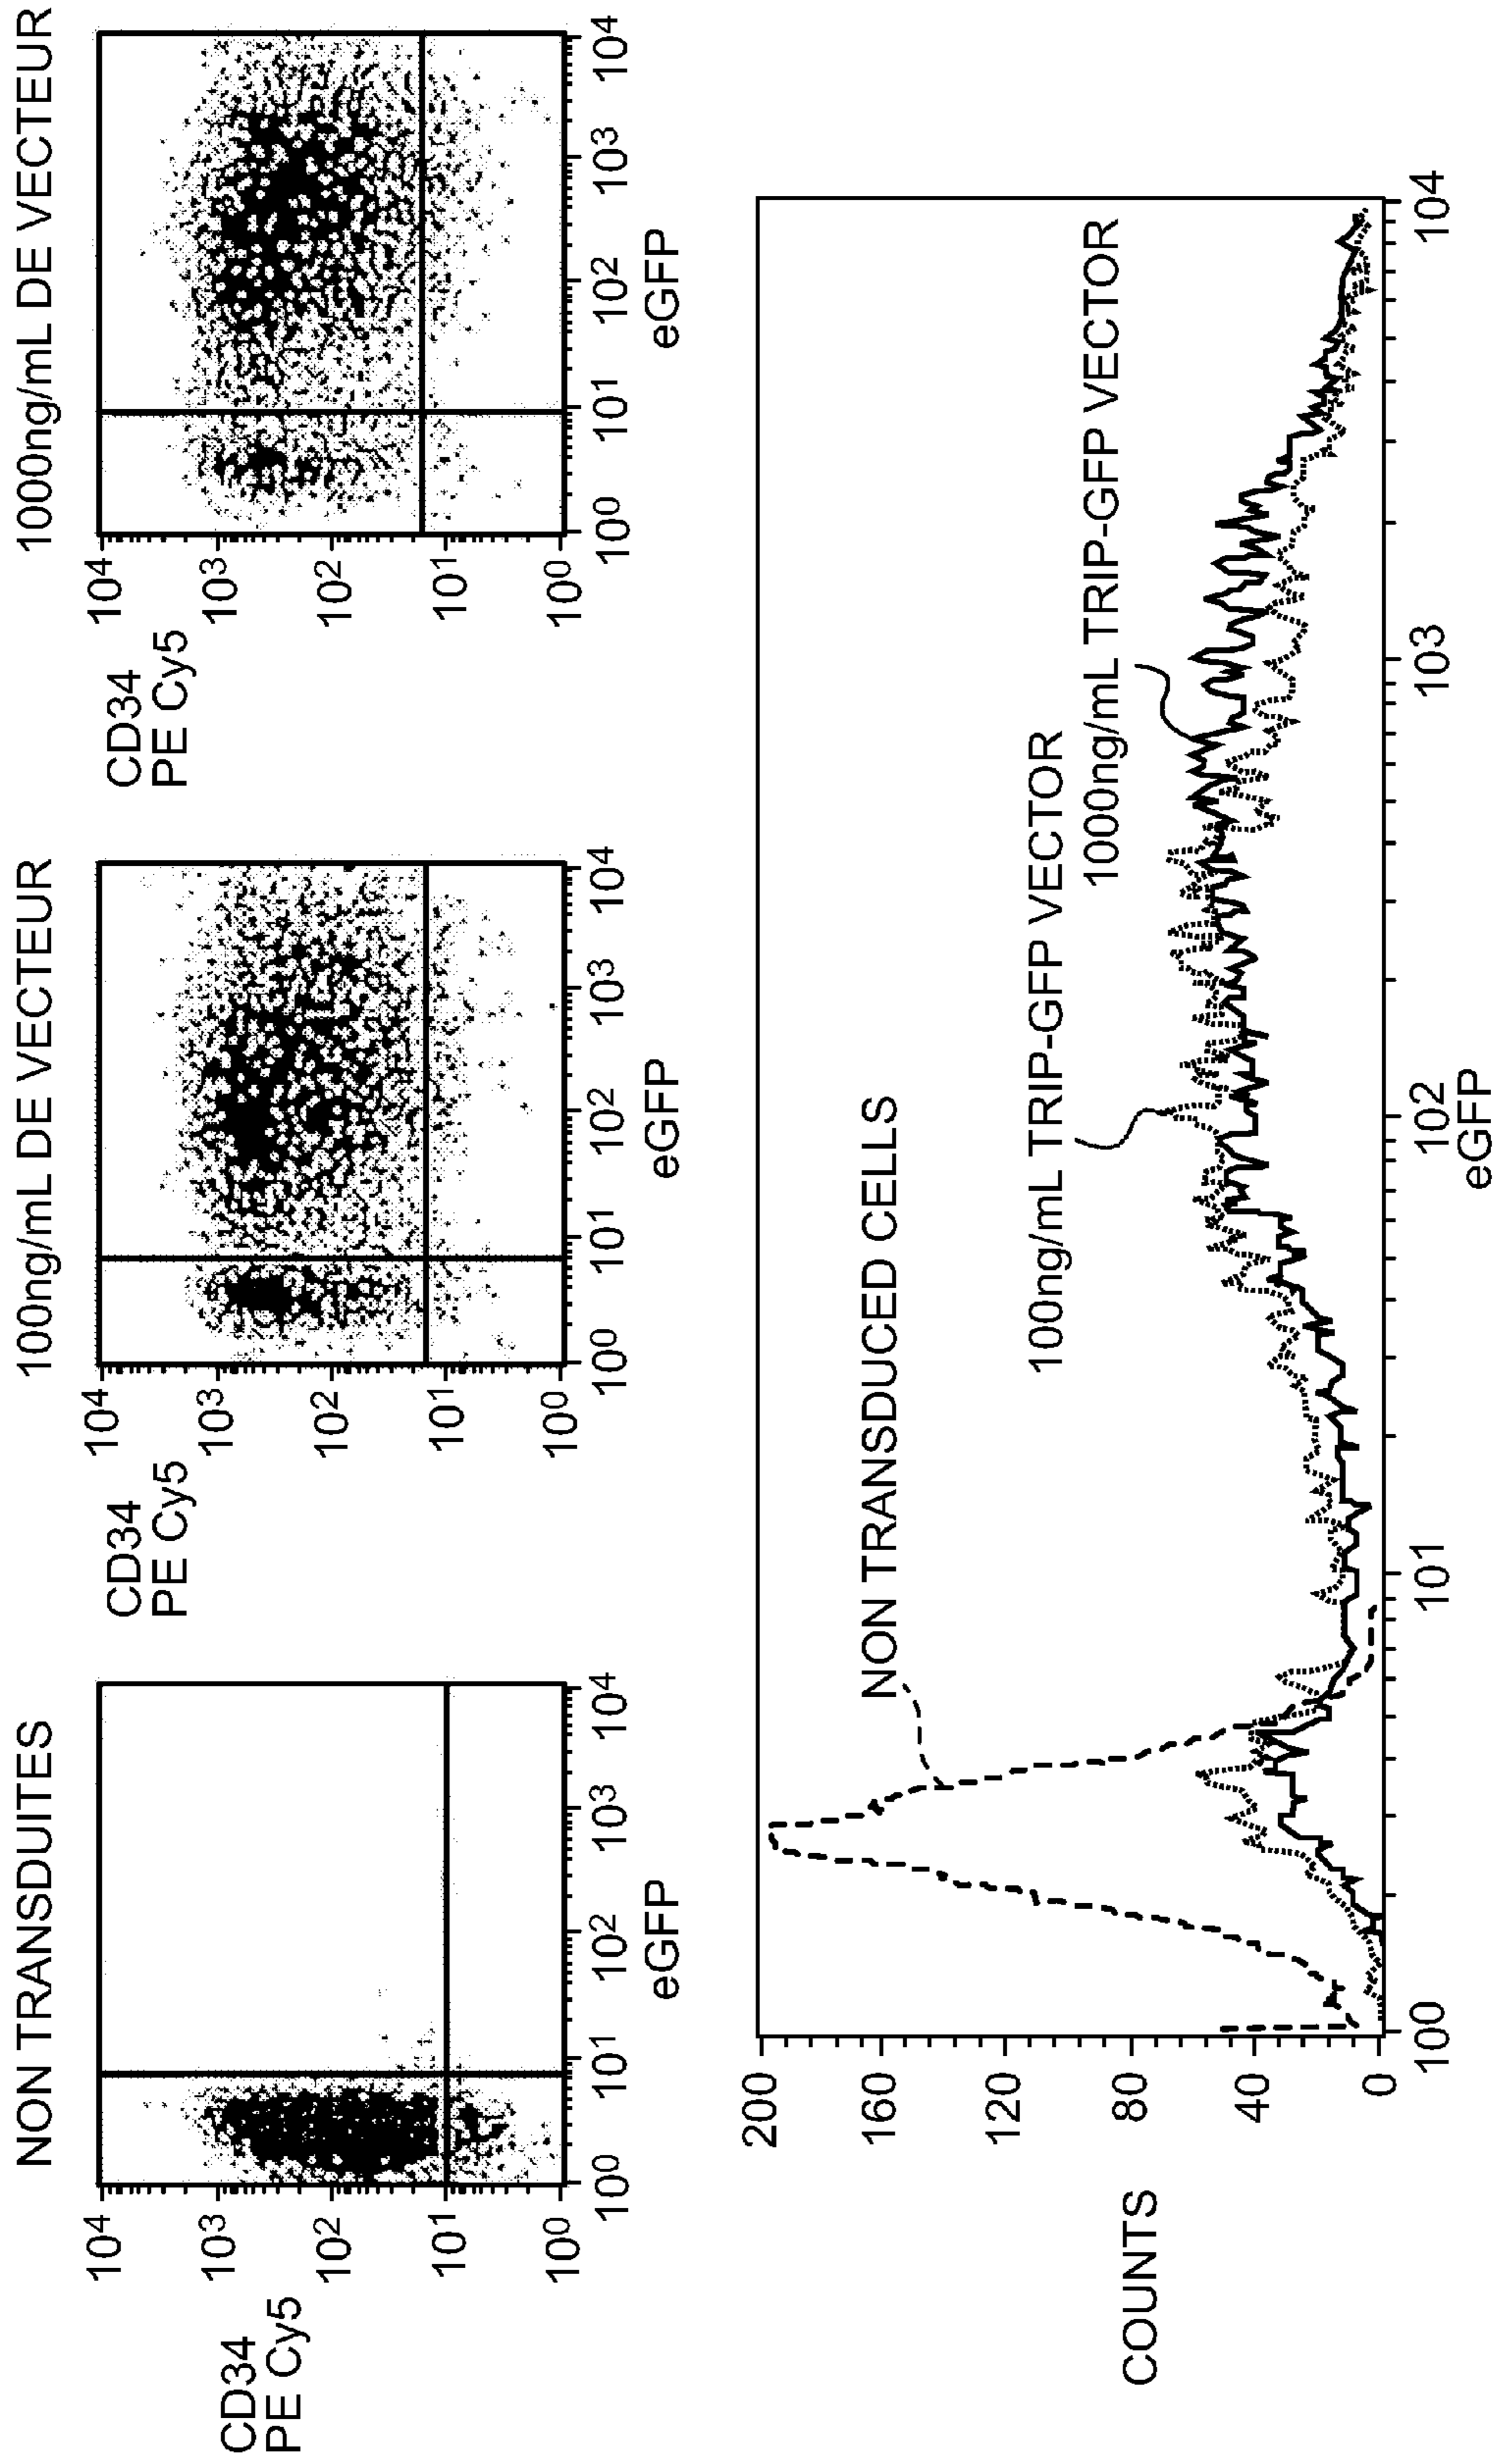 NON TRANSDUITES
CD34
PE Cy5
10⁴
10³
10²
10¹
10⁰
10⁰
10¹
10²
10³
10⁴
eGFP
100ng/mL DE VECTEUR
CD34
PE Cy5
10⁴
10³
10²
10¹
10⁰
10⁰
10¹
10²
10³
10⁴
eGFP
1000ng/mL DE VECTEUR
CD34
PE Cy5
10⁴
10³
10²
10¹
10⁰
10⁰
10¹
10²
10³
10⁴
eGFP
COUNTS
200
160
120
80
40
0
NON TRANSDUCED CELLS
100ng/mL TRIP-GFP VECTOR
1000ng/mL TRIP-GFP VECTOR
100
101
102
103
104
eGFP